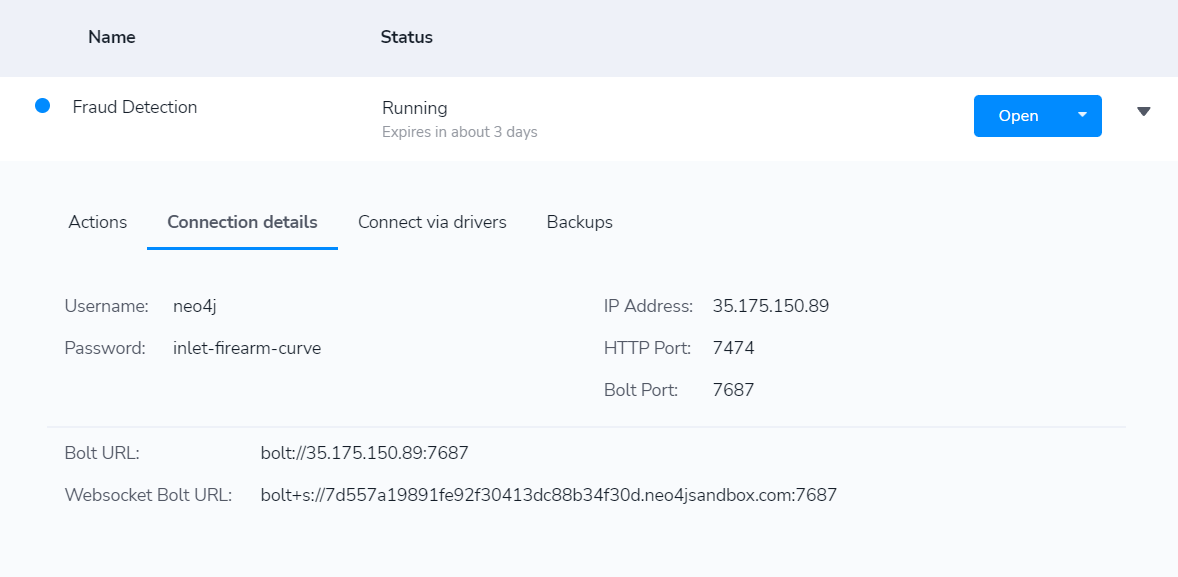 Name Status
Fraud Detection Running Open
Expires in about 3 days
Actions Connection details Connect via drivers Backups
Username: neo4j IP Address: 35.175.150.89
Password: inlet-firearm-curve HTTP Port: 7474
Bolt Port: 7687
Bolt URL: bolt://35.175.150.89:7687
Websocket Bolt URL: bolt+s://7d557a19891fe92f30413dc88b34f30d.neo4jsandbox.com:7687